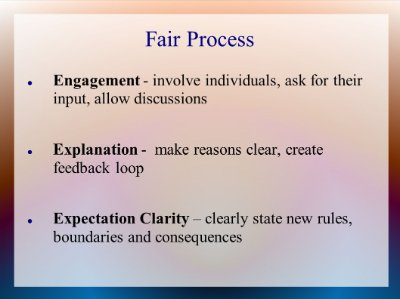 Fair Process
Engagement - involve individuals, ask for their
input, allow discussions
Explanation -  make reasons clear, create
feedback loop
Expectation Clarity – clearly state new rules,
boundaries and consequences